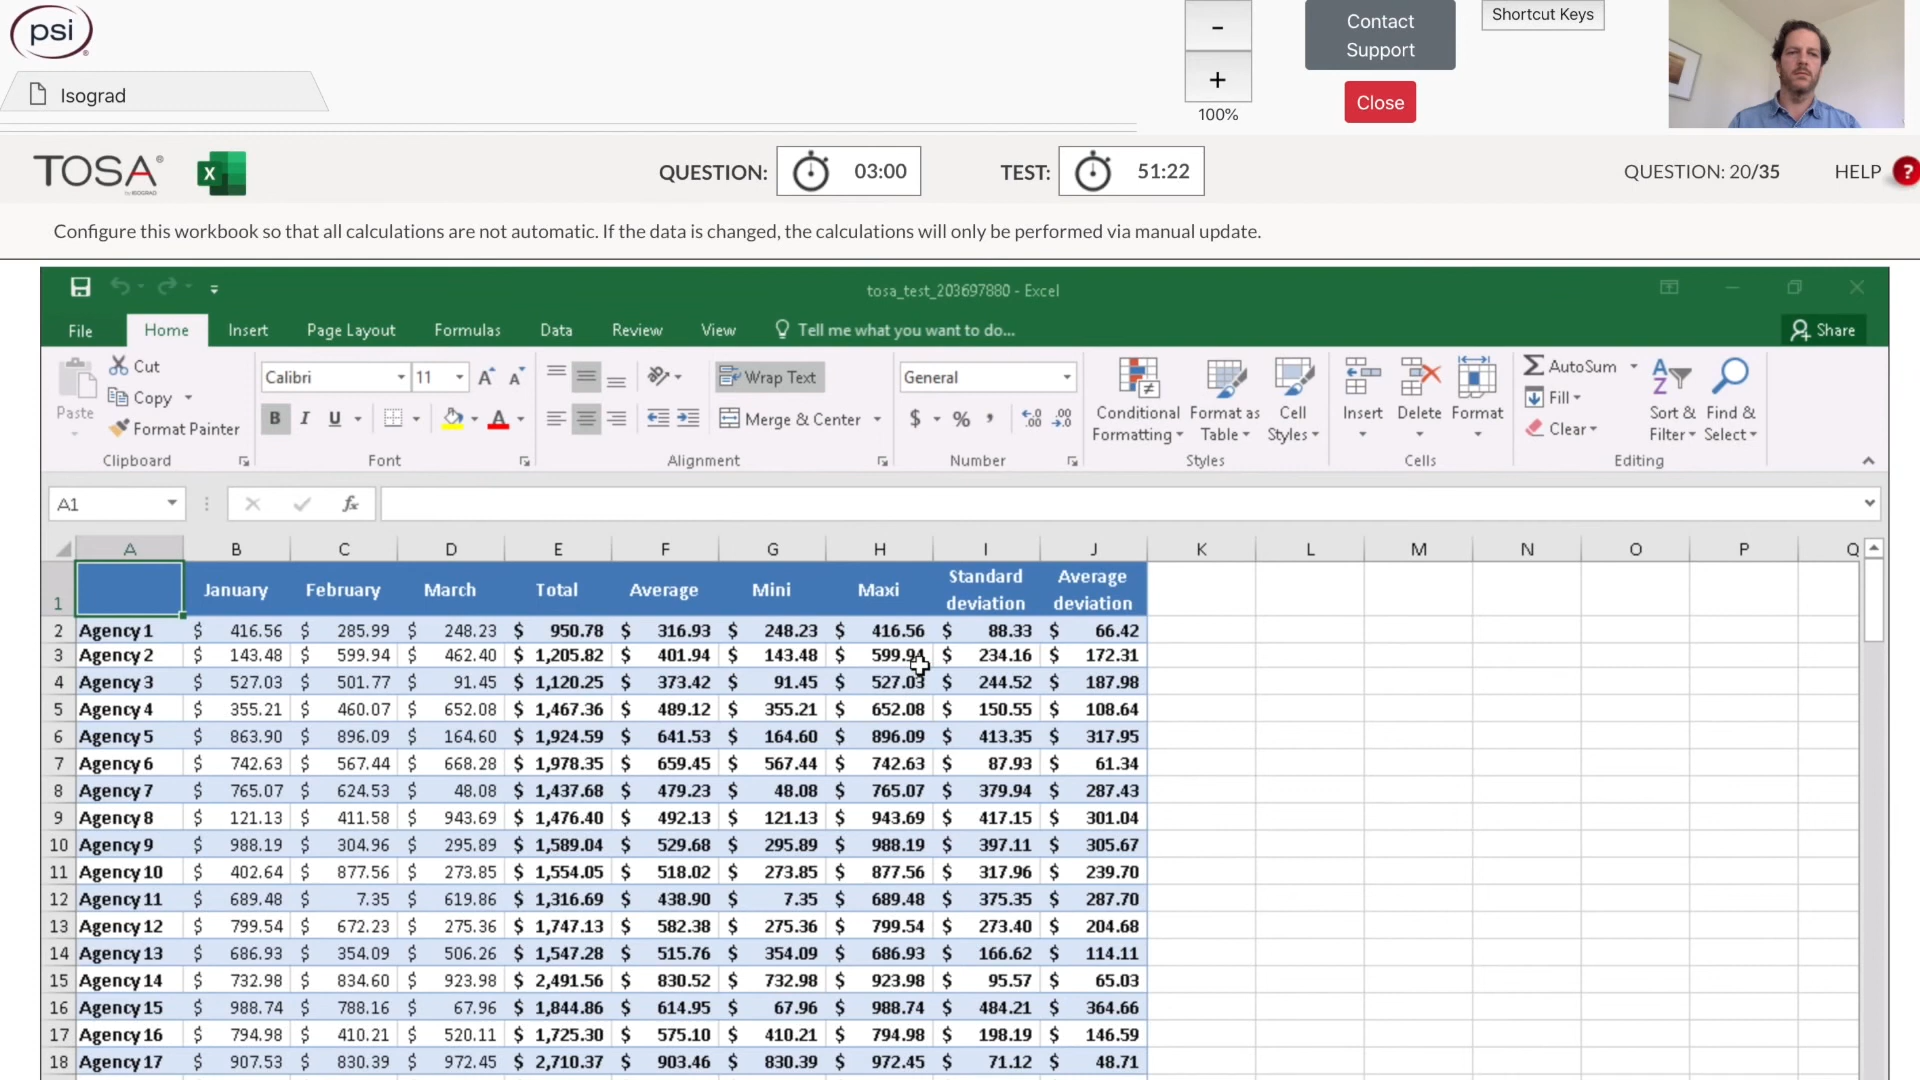 psi
Isograd
-
+
100%
Contact
Support
Close
Shortcut Keys
TOSA®
BY ISOGRAD
X
QUESTION: 03:00
TEST: 51:22
QUESTION: 20/35
HELP ?
Configure this workbook so that all calculations are not automatic. If the data is changed, the calculations will only be performed via manual update.
tosa_test_203697880 - Excel
File Home Insert Page Layout Formulas Data Review View Tell me what you want to do... Share
Paste
Cut
Copy
Format Painter
Clipboard
Calibri 11
B I U
Font
Wrap Text
Merge & Center
Alignment
General
$ %
Number
Conditional
Formatting
Format as
Table
Cell
Styles
Styles
Insert
Delete
Format
Cells
AutoSum
Fill
Clear
Sort &
Filter
Find &
Select
Editing
A1 fx
A B C D E F G H I J K L M N O P Q
1 January February March Total Average Mini Maxi Standard deviation Average deviation
2 Agency 1 $ 416.56 $ 285.99 $ 248.23 $ 950.78 $ 316.93 $ 248.23 $ 416.56 $ 88.33 $ 66.42
3 Agency 2 $ 143.48 $ 599.94 $ 462.40 $ 1,205.82 $ 401.94 $ 143.48 $ 599.94 $ 234.16 $ 172.31
4 Agency 3 $ 527.03 $ 501.77 $ 91.45 $ 1,120.25 $ 373.42 $ 91.45 $ 527.03 $ 244.52 $ 187.98
5 Agency 4 $ 355.21 $ 460.07 $ 652.08 $ 1,467.36 $ 489.12 $ 355.21 $ 652.08 $ 150.55 $ 108.64
6 Agency 5 $ 863.90 $ 896.09 $ 164.60 $ 1,924.59 $ 641.53 $ 164.60 $ 896.09 $ 413.35 $ 317.95
7 Agency 6 $ 742.63 $ 567.44 $ 668.28 $ 1,978.35 $ 659.45 $ 567.44 $ 742.63 $ 87.93 $ 61.34
8 Agency 7 $ 765.07 $ 624.53 $ 48.08 $ 1,437.68 $ 479.23 $ 48.08 $ 765.07 $ 379.94 $ 287.43
9 Agency 8 $ 121.13 $ 411.58 $ 943.69 $ 1,476.40 $ 492.13 $ 121.13 $ 943.69 $ 417.15 $ 301.04
10 Agency 9 $ 988.19 $ 304.96 $ 295.89 $ 1,589.04 $ 529.68 $ 295.89 $ 988.19 $ 397.11 $ 305.67
11 Agency 10 $ 402.64 $ 877.56 $ 273.85 $ 1,554.05 $ 518.02 $ 273.85 $ 877.56 $ 317.96 $ 239.70
12 Agency 11 $ 689.48 $ 7.35 $ 619.86 $ 1,316.69 $ 438.90 $ 7.35 $ 689.48 $ 375.35 $ 287.70
13 Agency 12 $ 799.54 $ 672.23 $ 275.36 $ 1,747.13 $ 582.38 $ 275.36 $ 799.54 $ 273.40 $ 204.68
14 Agency 13 $ 686.93 $ 354.09 $ 506.26 $ 1,547.28 $ 515.76 $ 354.09 $ 686.93 $ 166.62 $ 114.11
15 Agency 14 $ 732.98 $ 834.60 $ 923.98 $ 2,491.56 $ 830.52 $ 732.98 $ 923.98 $ 95.57 $ 65.03
16 Agency 15 $ 988.74 $ 788.16 $ 67.96 $ 1,844.86 $ 614.95 $ 67.96 $ 988.74 $ 484.21 $ 364.66
17 Agency 16 $ 794.98 $ 410.21 $ 520.11 $ 1,725.30 $ 575.10 $ 410.21 $ 794.98 $ 198.19 $ 146.59
18 Agency 17 $ 907.53 $ 830.39 $ 972.45 $ 2,710.37 $ 903.46 $ 830.39 $ 972.45 $ 71.12 $ 48.71